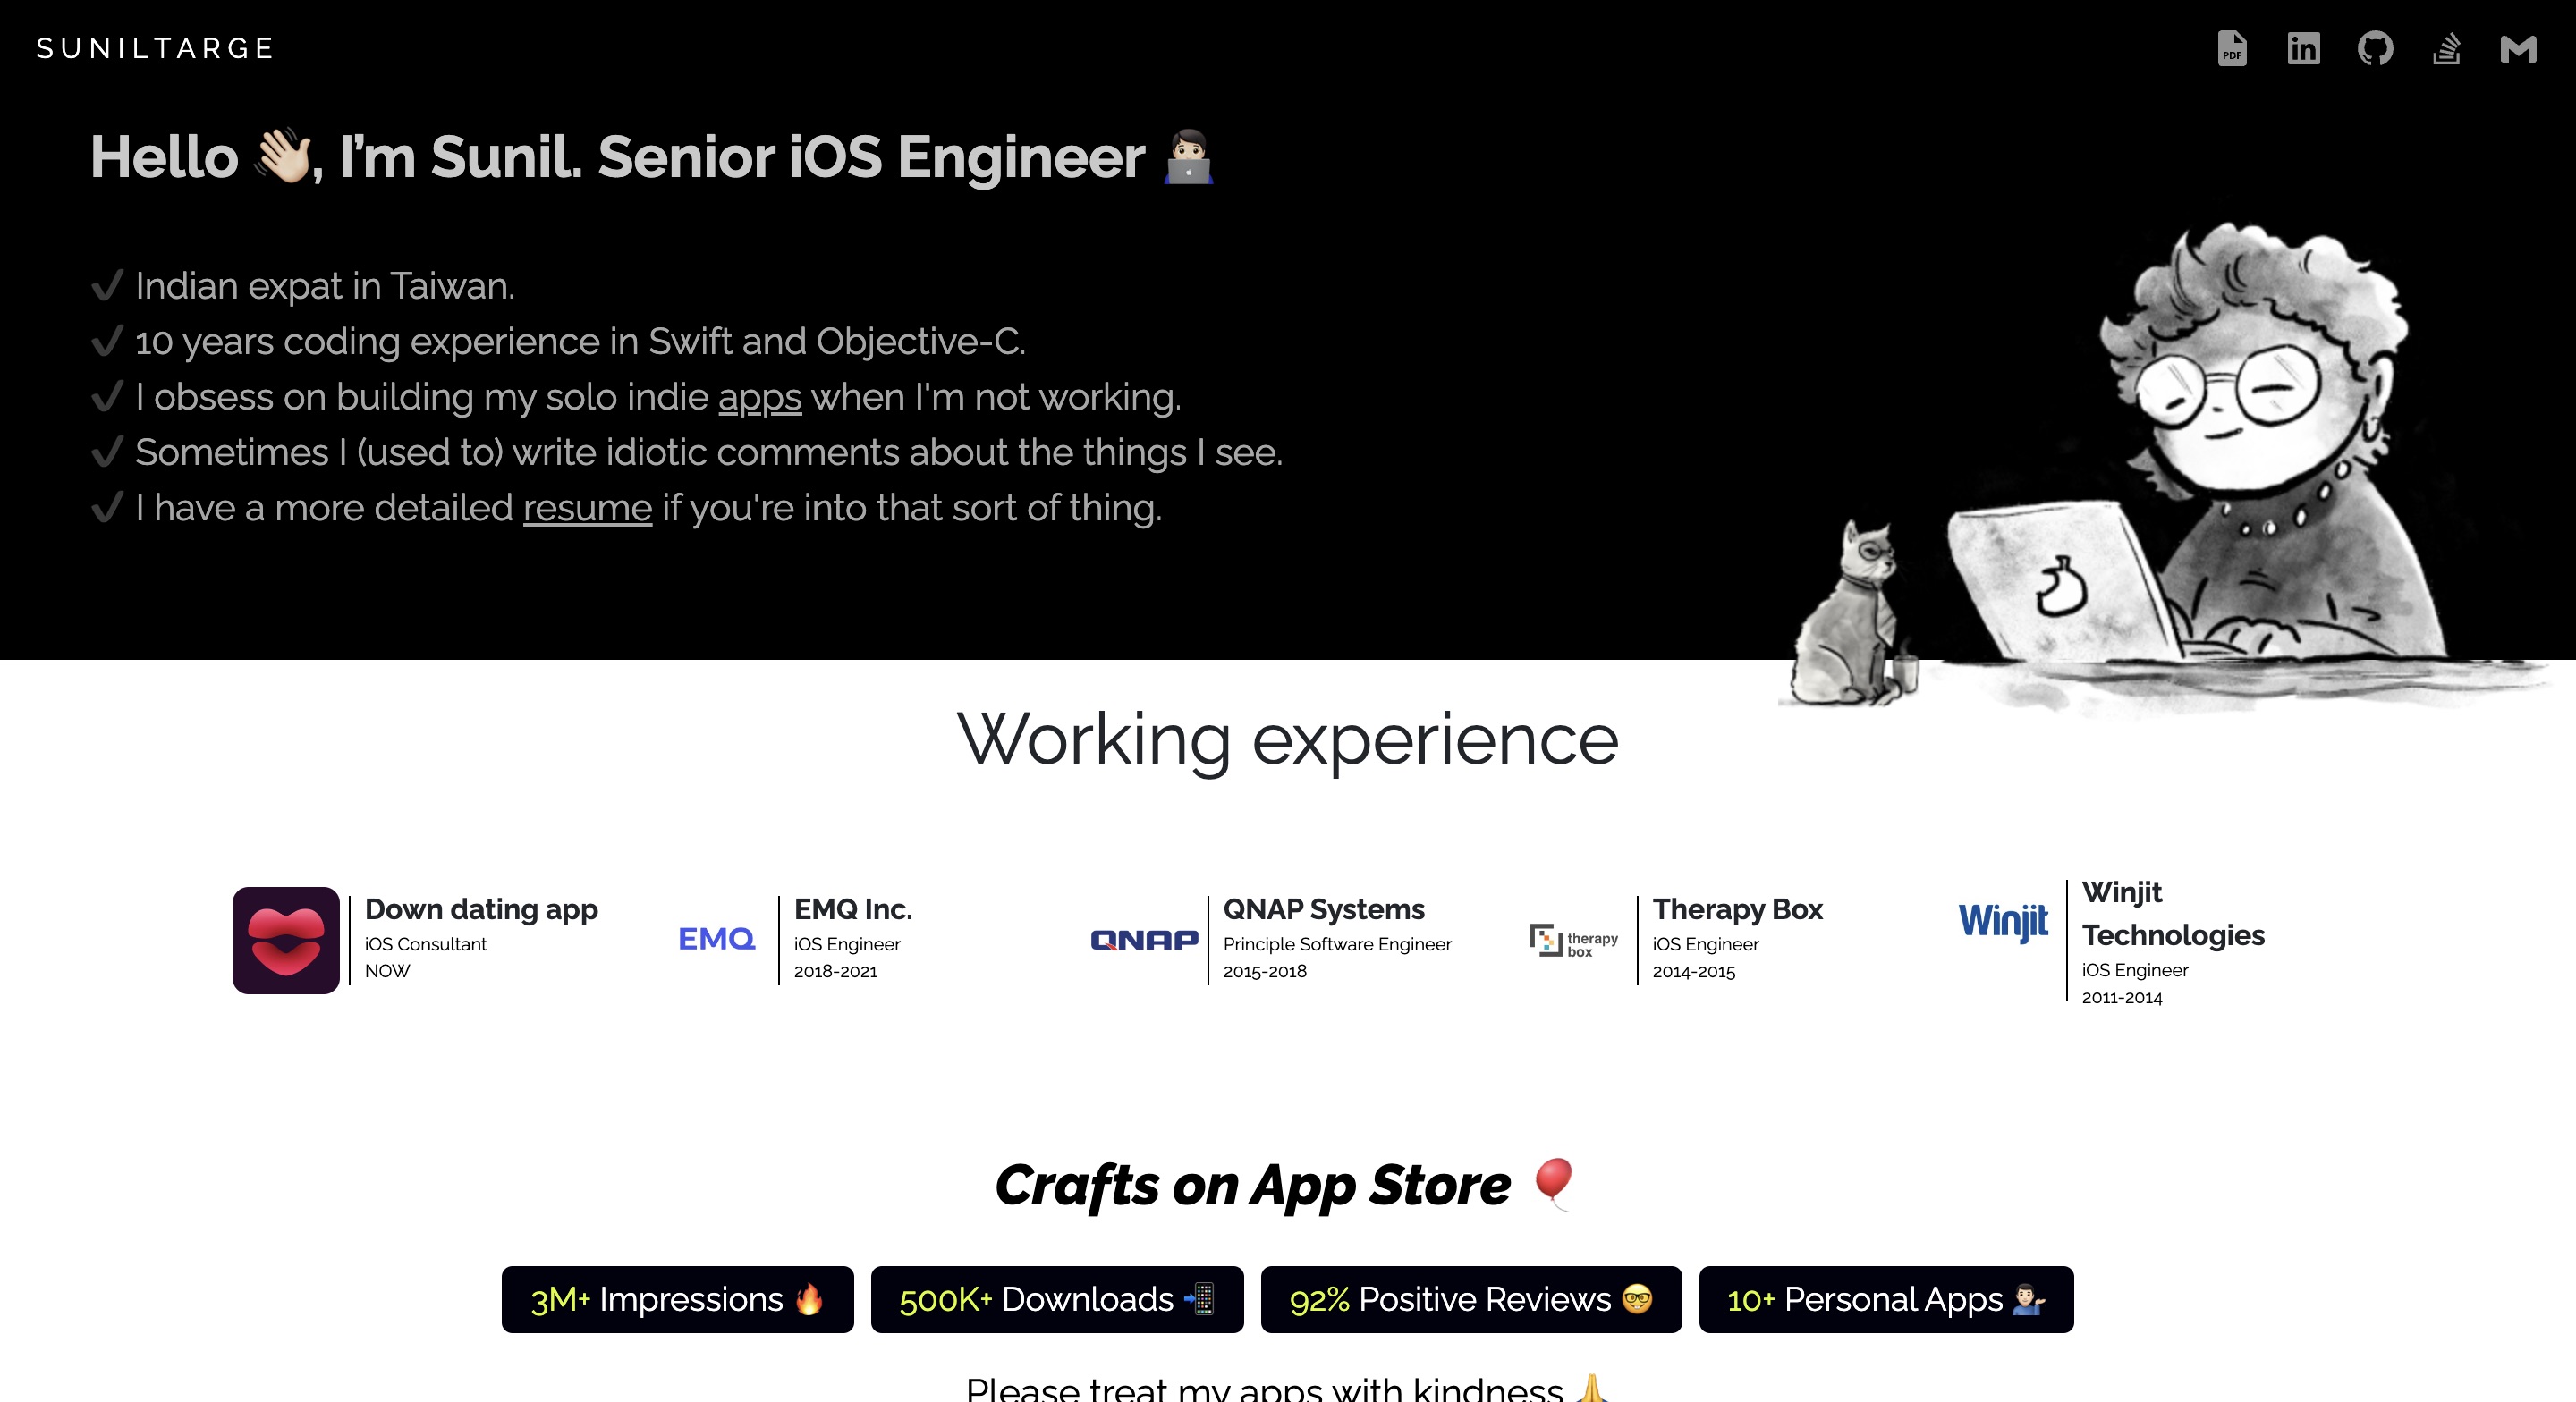 SUNILTARGE
PDF
in
Hello 👋🏻, I’m Sunil. Senior iOS Engineer 👨🏻‍💻
✔ Indian expat in Taiwan.
✔ 10 years coding experience in Swift and Objective-C.
✔ I obsess on building my solo indie apps when I'm not working.
✔ Sometimes I (used to) write idiotic comments about the things I see.
✔ I have a more detailed resume if you're into that sort of thing.
Working experience
Down dating app
iOS Consultant
NOW
EMQ
EMQ Inc.
iOS Engineer
2018-2021
QNAP
QNAP Systems
Principle Software Engineer
2015-2018
therapy
box
Therapy Box
iOS Engineer
2014-2015
Winjit
Winjit
Technologies
iOS Engineer
2011-2014
Crafts on App Store 🎈
3M+ Impressions 🔥
500K+ Downloads 📲
92% Positive Reviews 🤓
10+ Personal Apps 💁🏻‍♂️
Please treat my apps with kindness 🙏